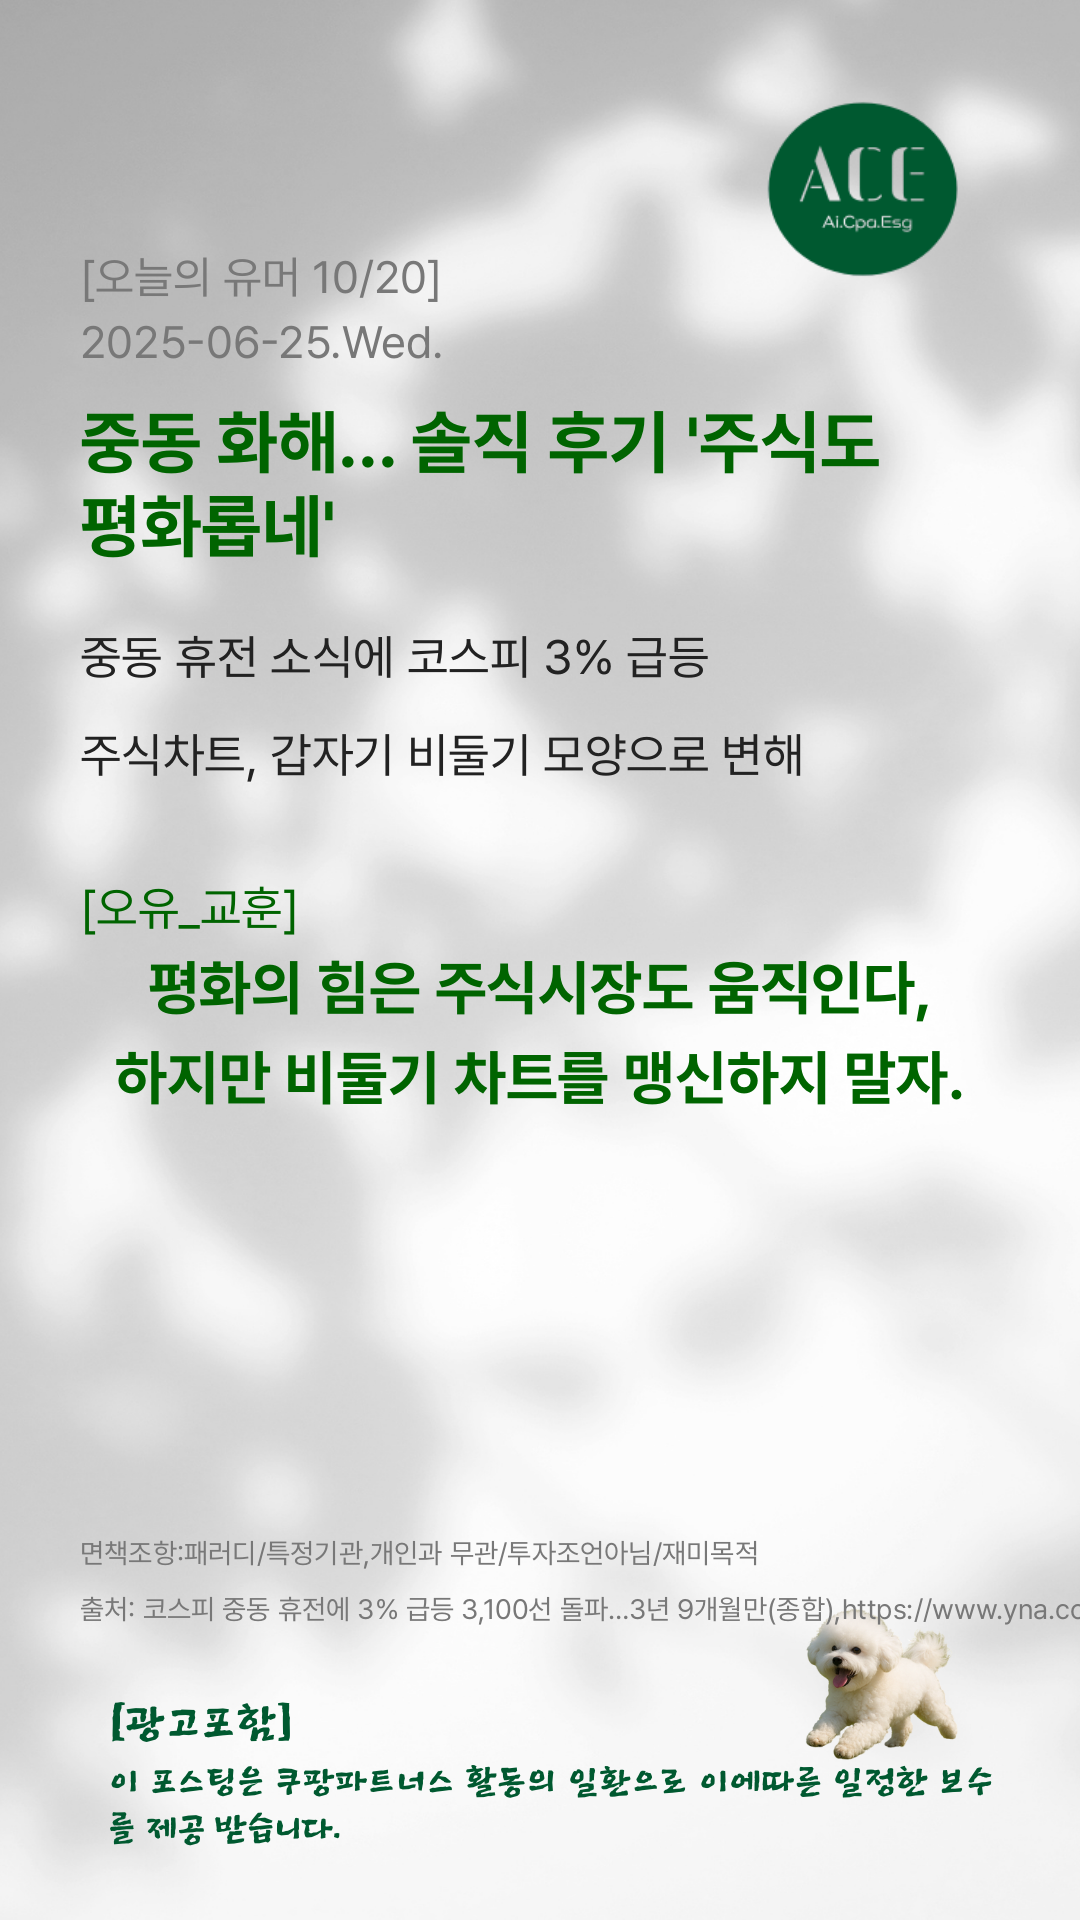 ACE
Ai.Cpa.Esg
[오늘의 유머 10/20]
2025-06-25.Wed.
중동 화해... 솔직 후기 '주식도
평화롭네'
중동 휴전 소식에 코스피 3% 급등
주식차트, 갑자기 비둘기 모양으로 변해
[오유_교훈]
평화의 힘은 주식시장도 움직인다,
하지만 비둘기 차트를 맹신하지 말자.
면책조항:패러디/특정기관,개인과 무관/투자조언아님/재미목적
출처: 코스피 중동 휴전에 3% 급등 3,100선 돌파...3년 9개월만(종합),https://www.yna.co
[광고포함]
이 포스팅은 쿠팡파트너스 활동의 일환으로 이에따른 일정한 보수
를 제공 받습니다.